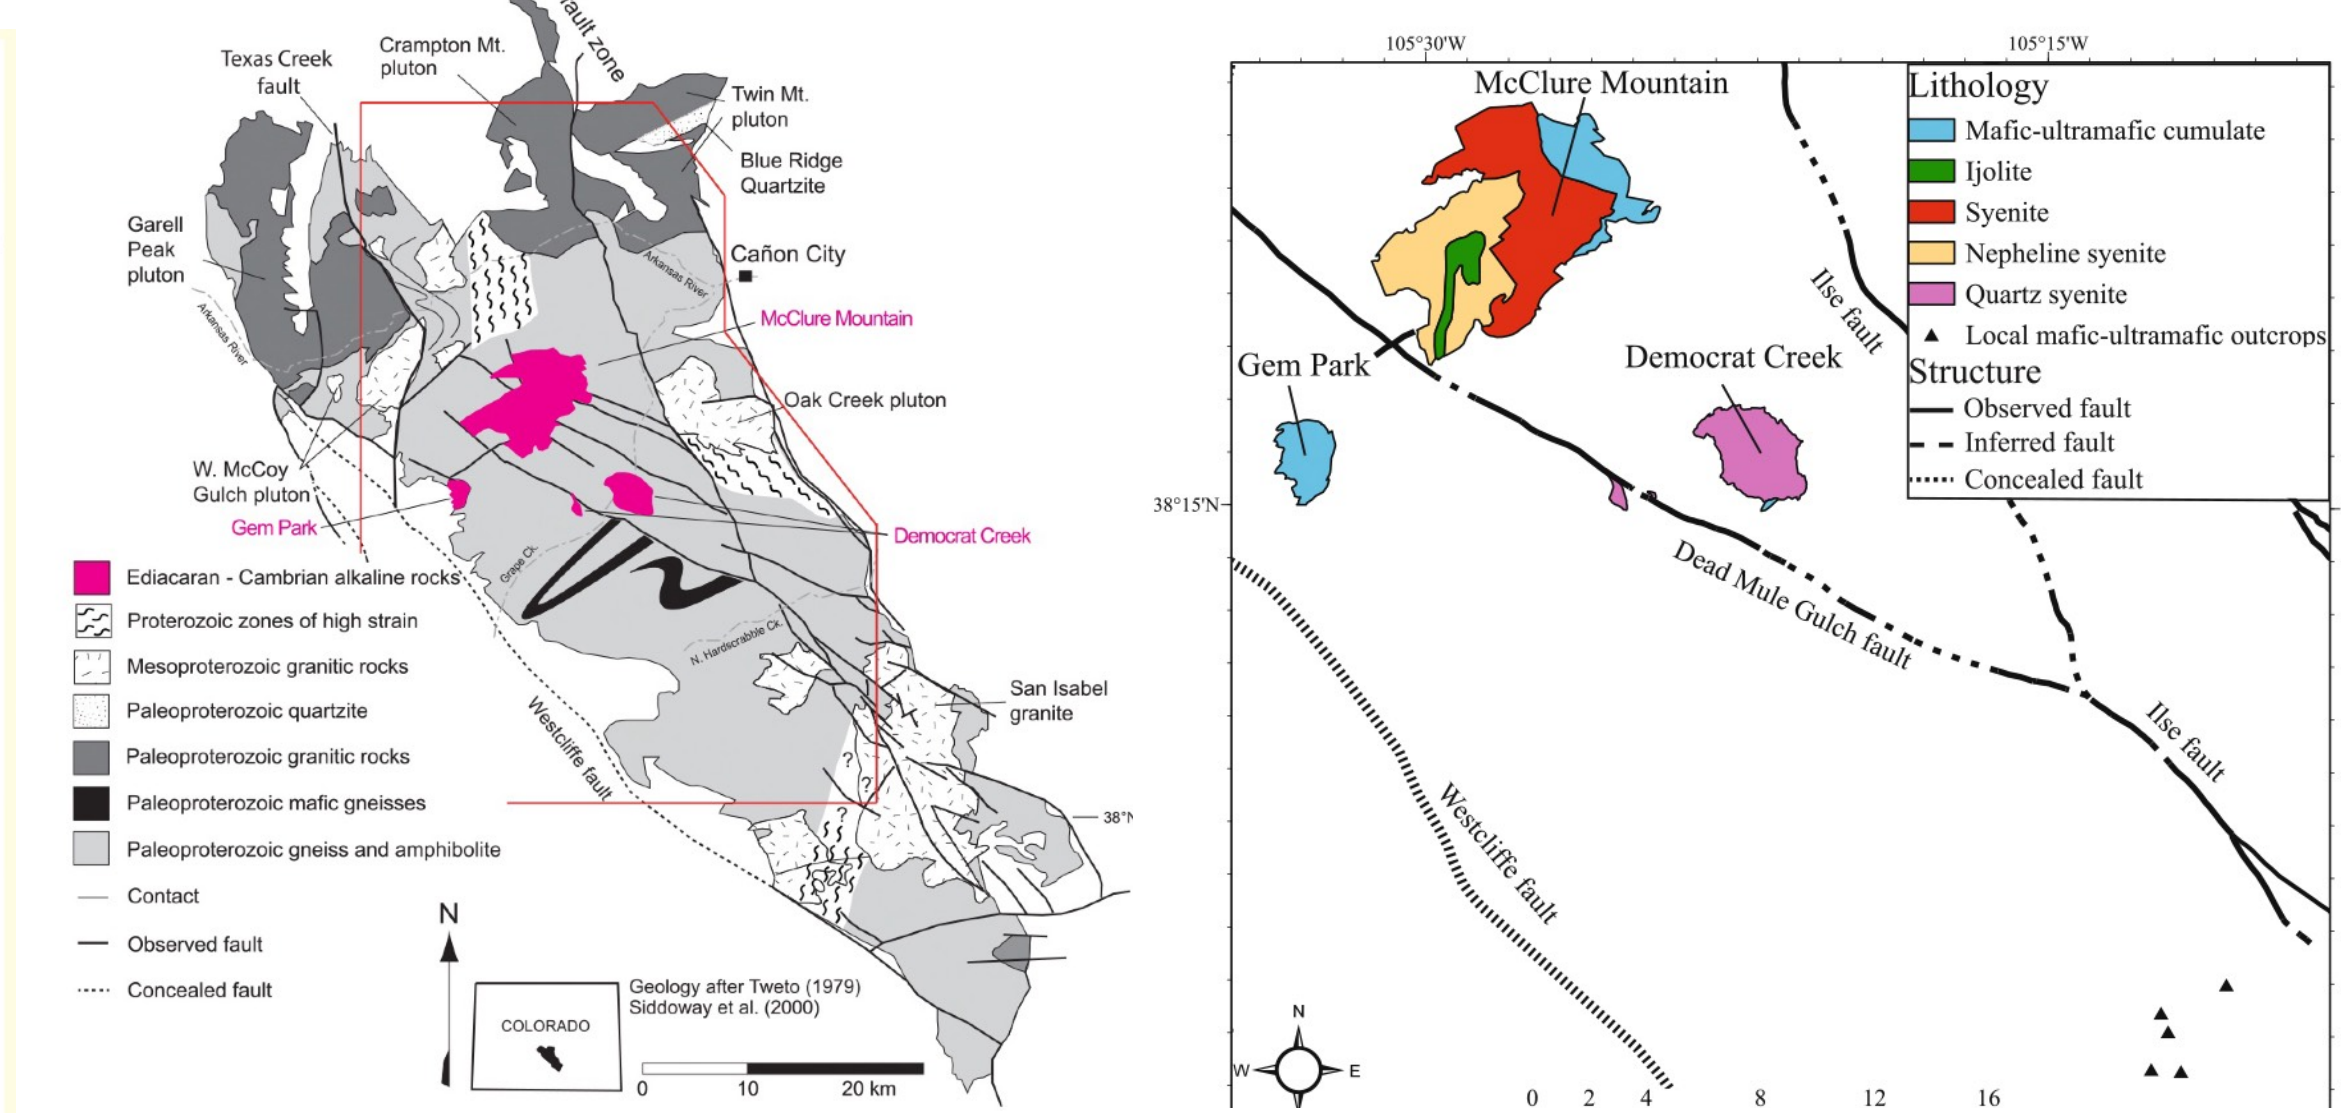 fault zone
Texas Creek
fault
Crampton Mt.
pluton
Twin Mt.
pluton
Blue Ridge
Quartzite
Garell
Peak
pluton
Arkansas River
Cañon City
Arkansas River
McClure Mountain
Oak Creek pluton
W. McCoy
Gulch pluton
Gem Park
Democrat Creek
Grape Ck.
N. Hardscrabble Ck.
Westcliffe fault
San Isabel
granite
?
?
?
38°N
Ediacaran - Cambrian alkaline rocks
Proterozoic zones of high strain
Mesoproterozoic granitic rocks
Paleoproterozoic quartzite
Paleoproterozoic granitic rocks
Paleoproterozoic mafic gneisses
Paleoproterozoic gneiss and amphibolite
Contact
Observed fault
Concealed fault
N
COLORADO
Geology after Tweto (1979)
Siddoway et al. (2000)
0 10 20 km
105°30'W 105°15'W
McClure Mountain
Ilse fault
Gem Park
Democrat Creek
38°15'N
Dead Mule Gulch fault
Ilse fault
Westcliffe fault
Lithology
Mafic-ultramafic cumulate
Ijolite
Syenite
Nepheline syenite
Quartz syenite
Local mafic-ultramafic outcrops
Structure
Observed fault
Inferred fault
Concealed fault
N
W E
0 2 4 8 12 16